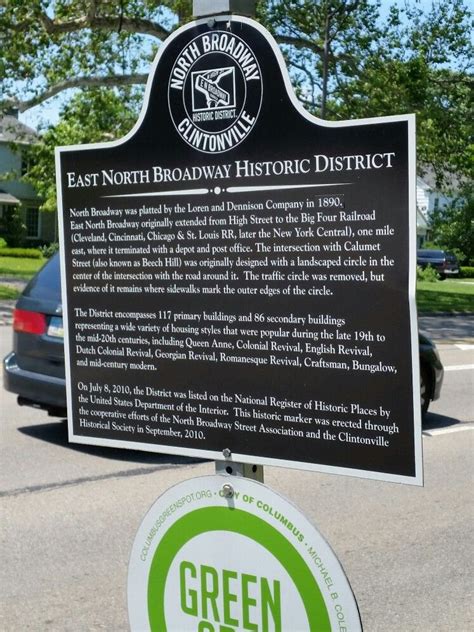 NORTH BROADWAY
E N BROADWAY
HISTORIC DISTRICT
CLINTONVILLE
EAST NORTH BROADWAY HISTORIC DISTRICT
North Broadway was platted by the Loren and Dennison Company in 1890.
East North Broadway originally extended from High Street to the Big Four Railroad
(Cleveland, Cincinnati, Chicago & St. Louis RR, later the New York Central), one mile
east, where it terminated with a depot and post office. The intersection with Calumet
Street (also known as Beech Hill) was originally designed with a landscaped circle in the
center of the intersection with the road around it. The traffic circle was removed, but
evidence of it remains where sidewalks mark the outer edges of the circle.
The District encompasses 117 primary buildings and 86 secondary buildings
representing a wide variety of housing styles that were popular during the late 19th to
the mid-20th centuries, including Queen Anne, Colonial Revival, English Revival,
Dutch Colonial Revival, Georgian Revival, Romanesque Revival, Craftsman, Bungalow,
and mid-century modern.
On July 8, 2010, the District was listed on the National Register of Historic Places by
the United States Department of the Interior. This historic marker was erected through
the cooperative efforts of the North Broadway Street Association and the Clintonville
Historical Society in September, 2010.
COLUMBUSGREENSPOT.ORG • CITY OF COLUMBUS • MICHAEL B. COLE
GREEN